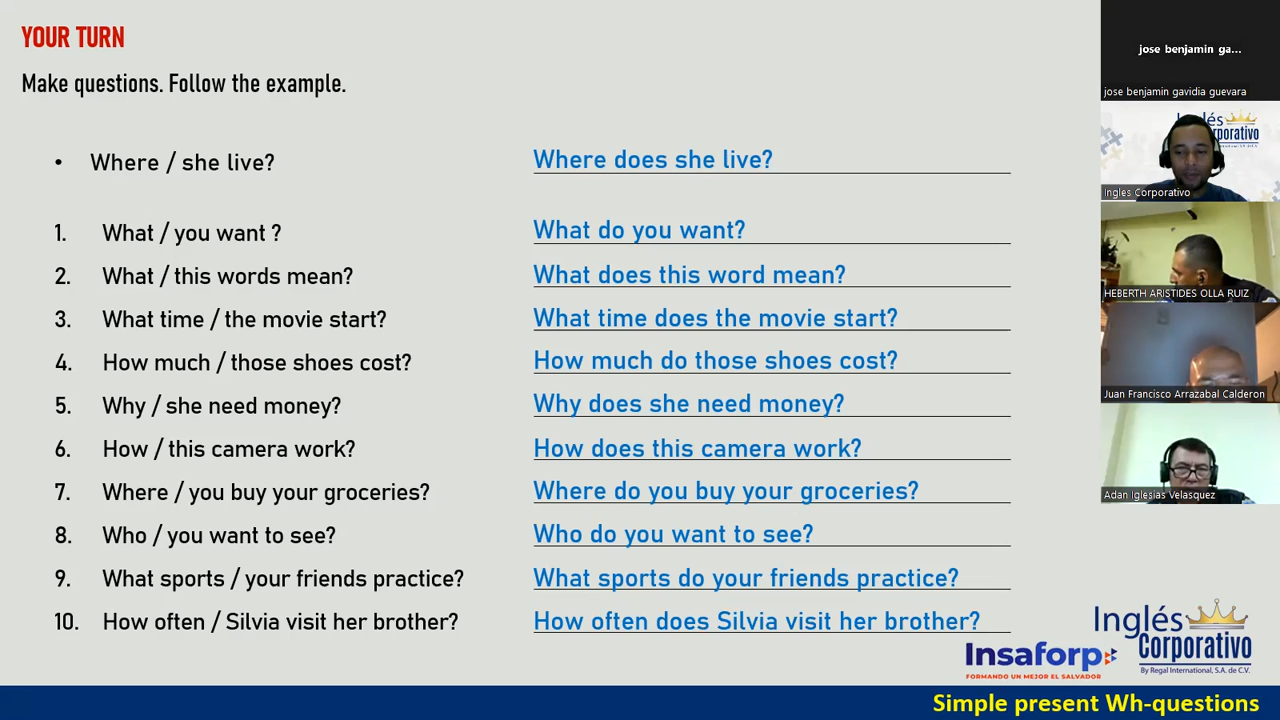 YOUR TURN
Make questions. Follow the example.
• Where / she live? Where does she live?
1. What / you want ? What do you want?
2. What / this words mean? What does this word mean?
3. What time / the movie start? What time does the movie start?
4. How much / those shoes cost? How much do those shoes cost?
5. Why / she need money? Why does she need money?
6. How / this camera work? How does this camera work?
7. Where / you buy your groceries? Where do you buy your groceries?
8. Who / you want to see? Who do you want to see?
9. What sports / your friends practice? What sports do your friends practice?
10. How often / Silvia visit her brother? How often does Silvia visit her brother?
Insaforp
FORMANDO UN MEJOR EL SALVADOR
Inglés
Corporativo
By Regal International, S.A. de C.V.
Simple present Wh-questions
jose benjamin ga...
jose benjamin gavidia guevara
Inglés Corporativo
HEBERTH ARISTIDES OLLA RUIZ
Juan Francisco Arrazabal Calderon
Adan Iglesias Velasquez